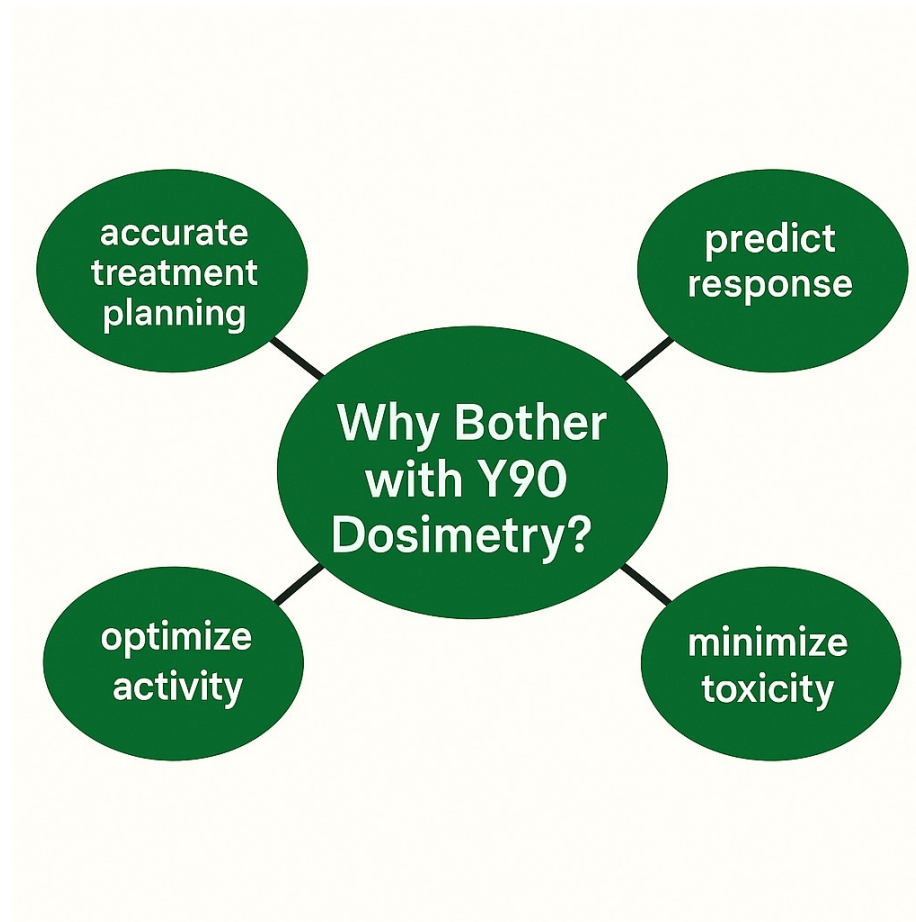 accurate
treatment
planning
predict
response
Why Bother
with Y90
Dosimetry?
optimize
activity
minimize
toxicity